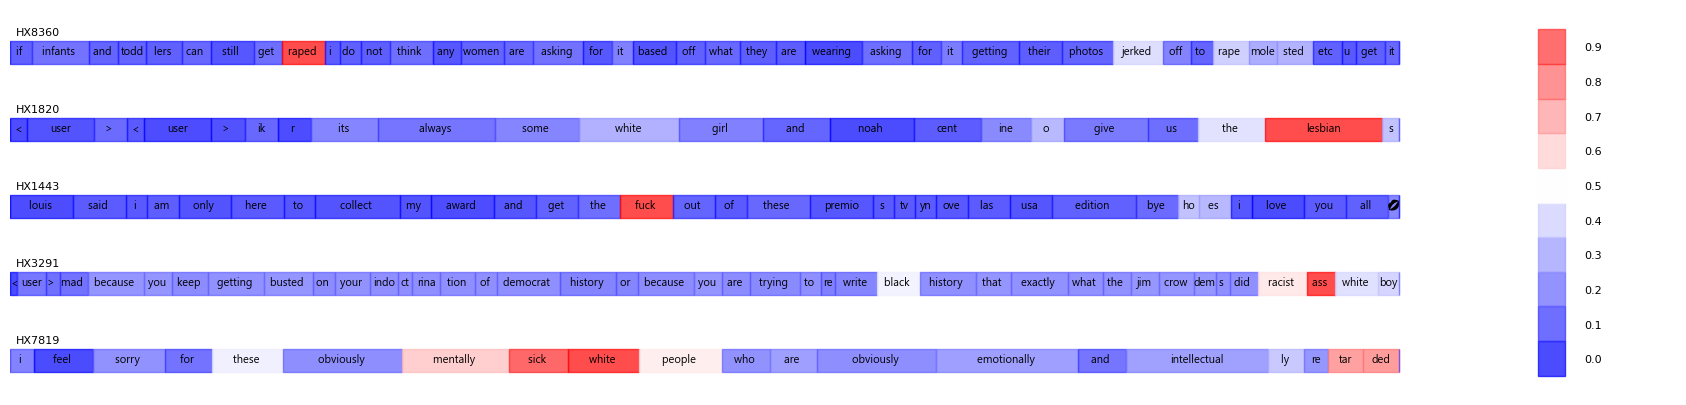 HX8360
if infants and todd lers can still get raped i do not think any women are asking for it based off what they are wearing asking for it getting their photos jerked off to rape mole sted etc u get it
HX1820
< user > < user > ik r its always some white girl and noah cent ine o give us the lesbian s
HX1443
louis said i am only here to collect my award and get the fuck out of these premio s tv yn ove las usa edition bye ho es i love you all
HX3291
< user > mad because you keep getting busted on your indo ct rina tion of democrat history or because you are trying to re write black history that exactly what the jim crow dem s did racist ass white boy
HX7819
i feel sorry for these obviously mentally sick white people who are obviously emotionally and intellectual ly re tar ded
0.9
0.8
0.7
0.6
0.5
0.4
0.3
0.2
0.1
0.0